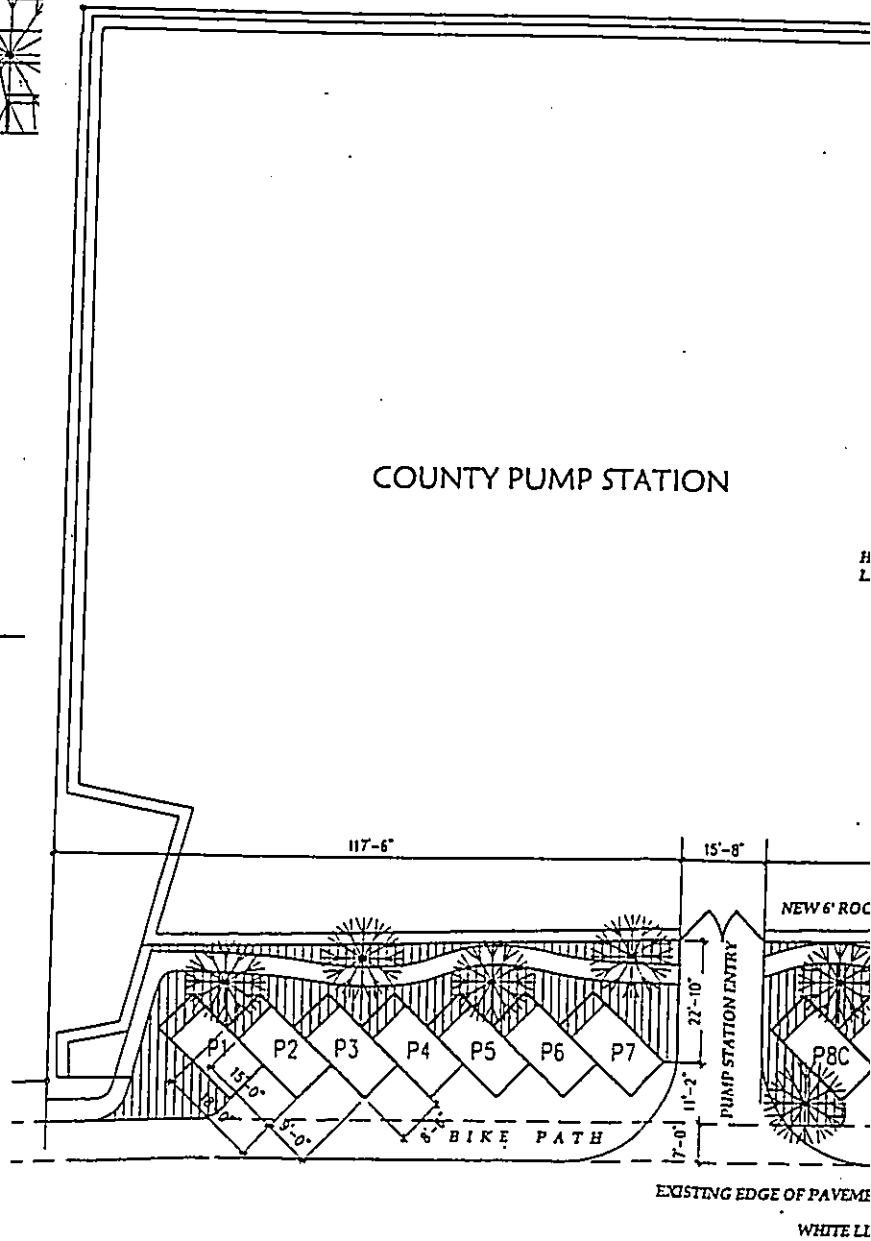 COUNTY PUMP STATION
H
L
117'-6"
15'-8"
NEW 6' ROC
22'-10"
PUMP STATION ENTRY
P1
P2
P3
P4
P5
P6
P7
P8C
15'-0"
18'-0"
9'-0"
11'-2"
BIKE PATH
7'-0"
EXISTING EDGE OF PAVEME
WHITE LI